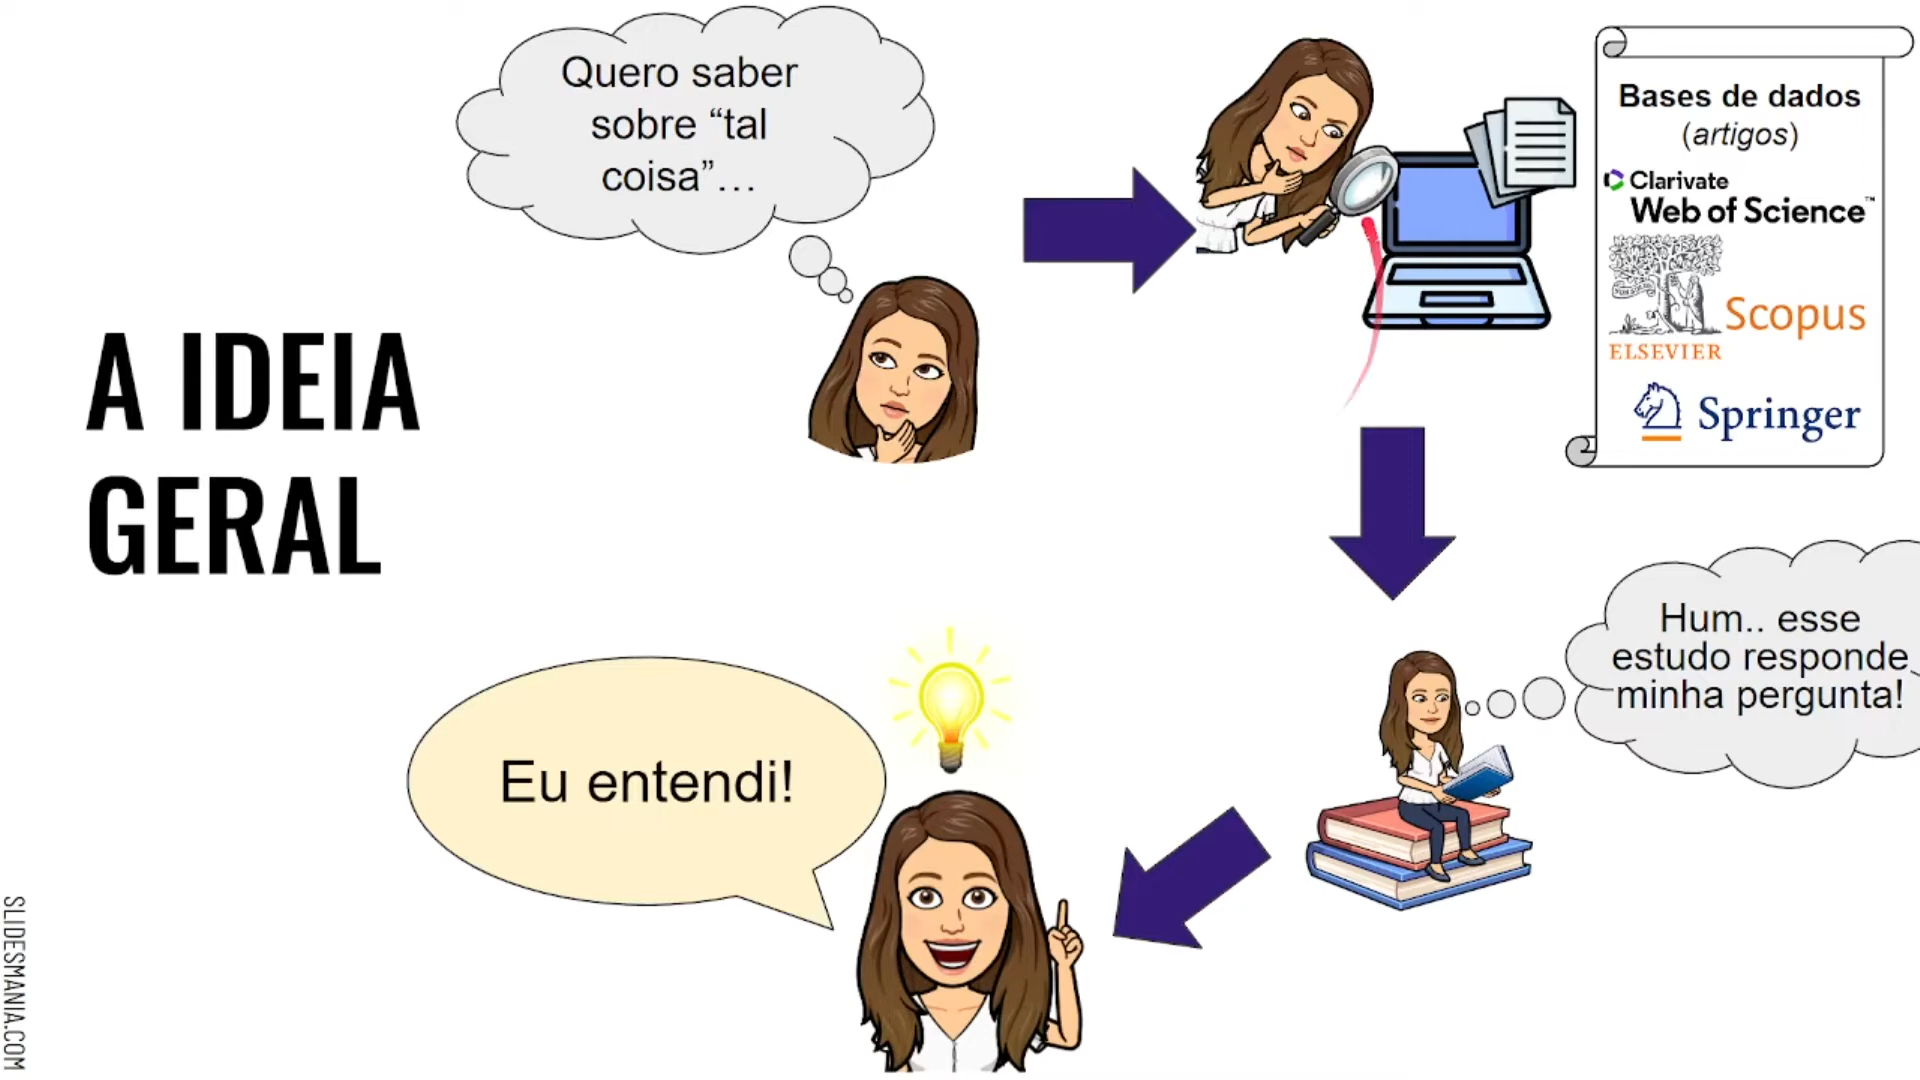 A IDEIA
GERAL
Quero saber
sobre “tal
coisa”...
Bases de dados
(artigos)
Clarivate
Web of Science™
ELSEVIER
Scopus
Springer
Hum.. esse
estudo responde
minha pergunta!
Eu entendi!
SLIDESMANIA.COM